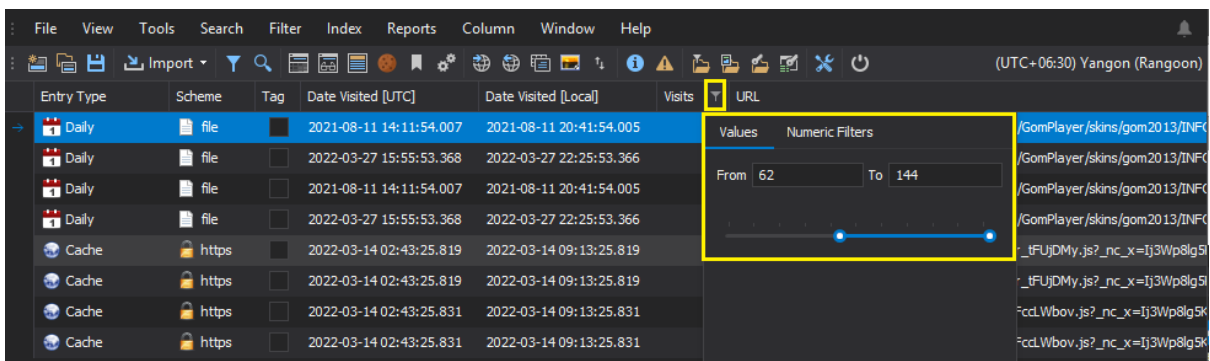 File View Tools Search Filter Index Reports Column Window Help
Import (UTC+06:30) Yangon (Rangoon)
Entry Type Scheme Tag Date Visited [UTC] Date Visited [Local] Visits URL
Daily file 2021-08-11 14:11:54.007 2021-08-11 20:41:54.005 Values Numeric Filters /GomPlayer/skins/gom2013/INFO
Daily file 2022-03-27 15:55:53.368 2022-03-27 22:25:53.366 From 62 To 144 /GomPlayer/skins/gom2013/INFO
Daily file 2021-08-11 14:11:54.007 2021-08-11 20:41:54.005 /GomPlayer/skins/gom2013/INFO
Daily file 2022-03-27 15:55:53.368 2022-03-27 22:25:53.366 /GomPlayer/skins/gom2013/INFO
Cache https 2022-03-14 02:43:25.819 2022-03-14 09:13:25.819 r_tFUjDMy.js?_nc_x=Ij3Wp8lg5
Cache https 2022-03-14 02:43:25.819 2022-03-14 09:13:25.819 r_tFUjDMy.js?_nc_x=Ij3Wp8lg5
Cache https 2022-03-14 02:43:25.831 2022-03-14 09:13:25.831 FccLWbov.js?_nc_x=Ij3Wp8lg5K
Cache https 2022-03-14 02:43:25.831 2022-03-14 09:13:25.831 FccLWbov.js?_nc_x=Ij3Wp8lg5K